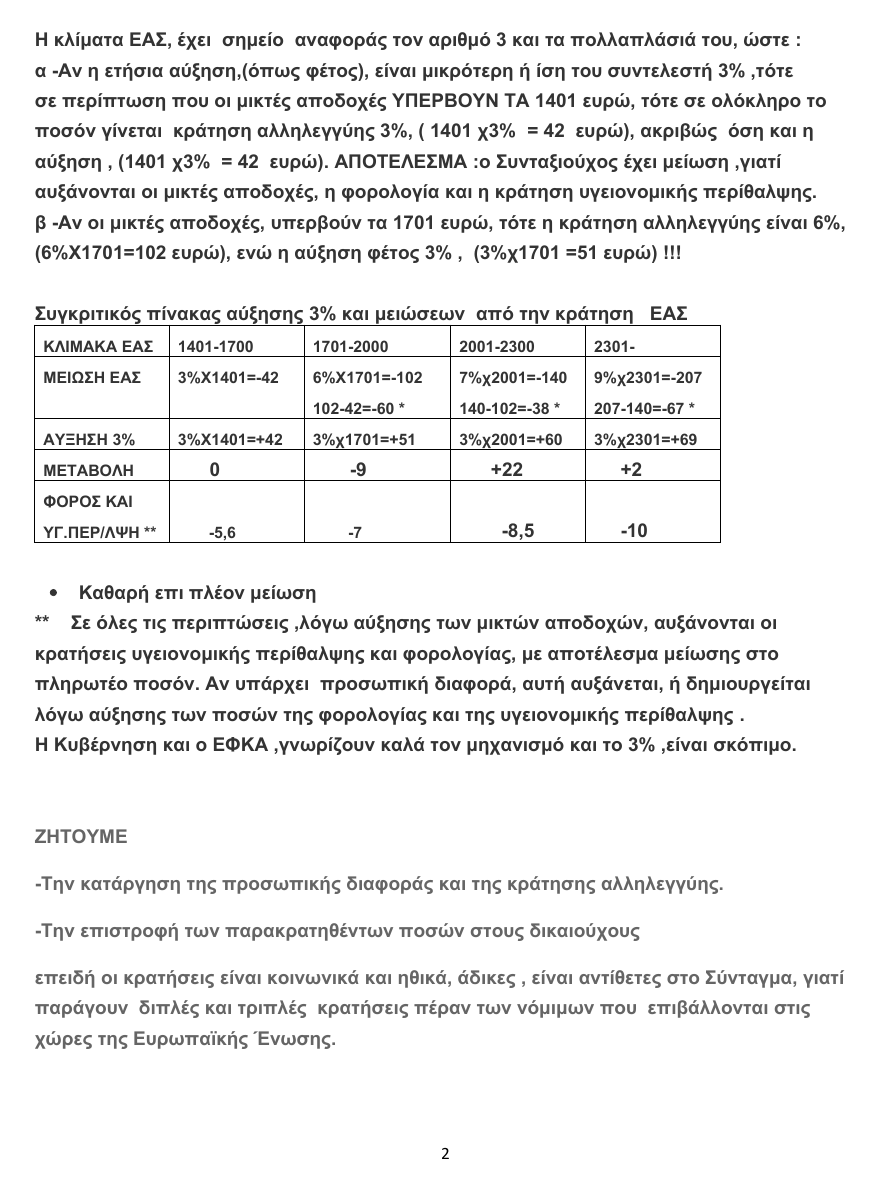 Η κλίματα ΕΑΣ, έχει σημείο αναφοράς τον αριθμό 3 και τα πολλαπλάσιά του, ώστε :
α -Αν η ετήσια αύξηση,(όπως φέτος), είναι μικρότερη ή ίση του συντελεστή 3% ,τότε
σε περίπτωση που οι μικτές αποδοχές ΥΠΕΡΒΟΥΝ ΤΑ 1401 ευρώ, τότε σε ολόκληρο το
ποσόν γίνεται κράτηση αλληλεγγύης 3%, ( 1401 χ3% = 42 ευρώ), ακριβώς όση και η
αύξηση , (1401 χ3% = 42 ευρώ). ΑΠΟΤΕΛΕΣΜΑ :ο Συνταξιούχος έχει μείωση ,γιατί
αυξάνονται οι μικτές αποδοχές, η φορολογία και η κράτηση υγειονομικής περίθαλψης.
β -Αν οι μικτές αποδοχές, υπερβούν τα 1701 ευρώ, τότε η κράτηση αλληλεγγύης είναι 6%,
(6%Χ1701=102 ευρώ), ενώ η αύξηση φέτος 3% , (3%χ1701 =51 ευρώ) !!!
Συγκριτικός πίνακας αύξησης 3% και μειώσεων από την κράτηση ΕΑΣ
ΚΛΙΜΑΚΑ ΕΑΣ 1401-1700 1701-2000 2001-2300 2301-
ΜΕΙΩΣΗ ΕΑΣ 3%Χ1401=-42 6%Χ1701=-102 7%χ2001=-140 9%χ2301=-207
102-42=-60 * 140-102=-38 * 207-140=-67 *
ΑΥΞΗΣΗ 3% 3%Χ1401=+42 3%χ1701=+51 3%χ2001=+60 3%χ2301=+69
ΜΕΤΑΒΟΛΗ 0 -9 +22 +2
ΦΟΡΟΣ ΚΑΙ
ΥΓ.ΠΕΡ/ΛΨΗ ** -5,6 -7 -8,5 -10
• Καθαρή επι πλέον μείωση
** Σε όλες τις περιπτώσεις ,λόγω αύξησης των μικτών αποδοχών, αυξάνονται οι
κρατήσεις υγειονομικής περίθαλψης και φορολογίας, με αποτέλεσμα μείωσης στο
πληρωτέο ποσόν. Αν υπάρχει προσωπική διαφορά, αυτή αυξάνεται, ή δημιουργείται
λόγω αύξησης των ποσών της φορολογίας και της υγειονομικής περίθαλψης .
Η Κυβέρνηση και ο ΕΦΚΑ ,γνωρίζουν καλά τον μηχανισμό και το 3% ,είναι σκόπιμο.
ΖΗΤΟΥΜΕ
-Την κατάργηση της προσωπικής διαφοράς και της κράτησης αλληλεγγύης.
-Την επιστροφή των παρακρατηθέντων ποσών στους δικαιούχους
επειδή οι κρατήσεις είναι κοινωνικά και ηθικά, άδικες , είναι αντίθετες στο Σύνταγμα, γιατί
παράγουν διπλές και τριπλές κρατήσεις πέραν των νόμιμων που επιβάλλονται στις
χώρες της Ευρωπαϊκής Ένωσης.
2